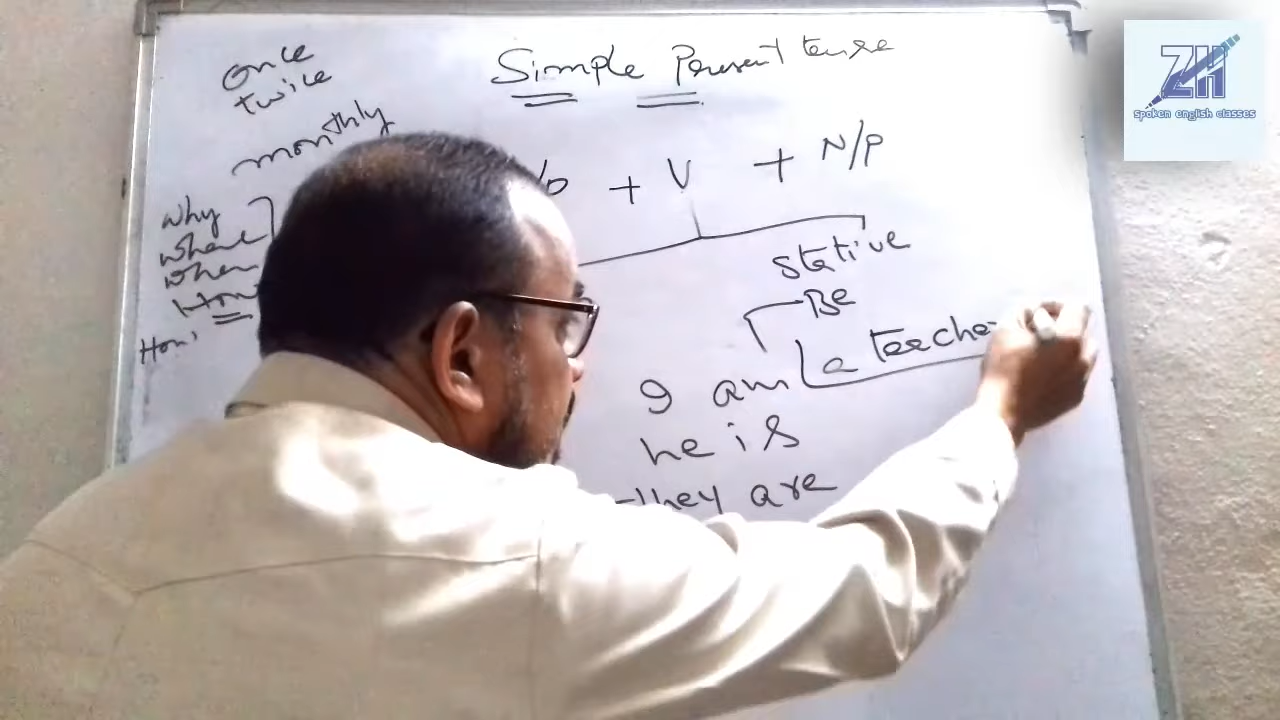 Simple Present tense
once
twice
monthly
+ V + N/P
why
where
when
How
stative
Be
I am a teacher
he is
they are
ZH
spoken english classes